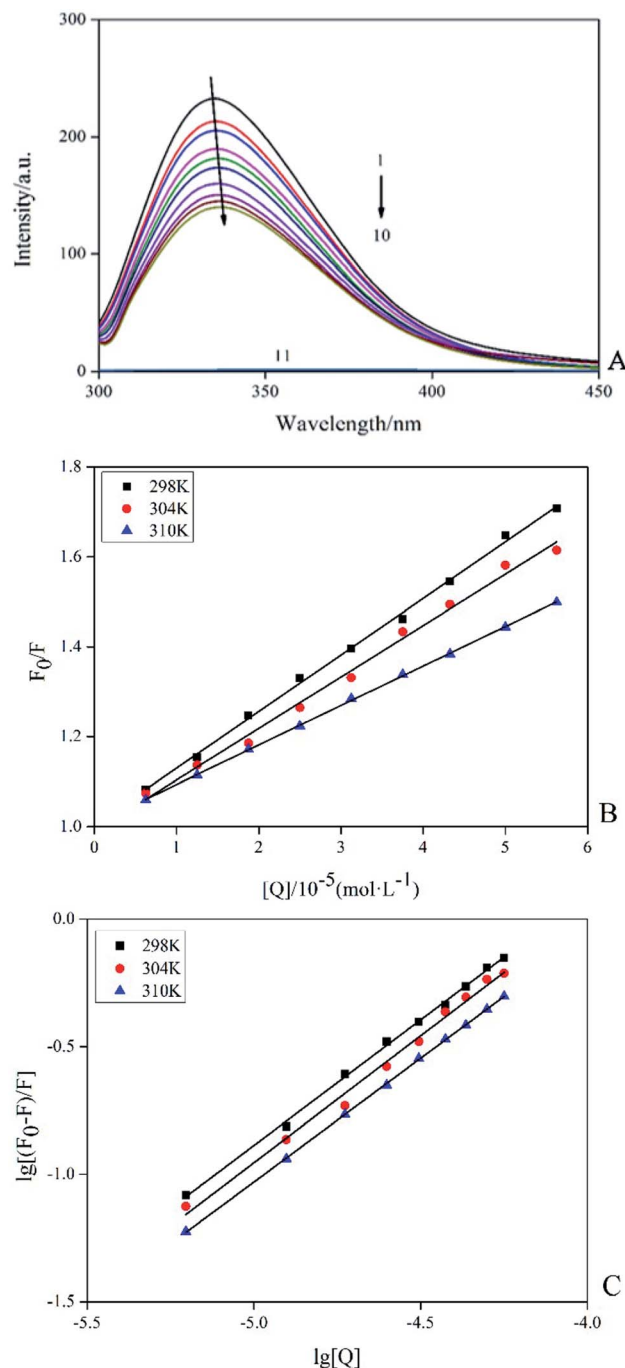 300
200
100
0
Intensity/a.u.
1
10
11
A
300
350
400
450
Wavelength/nm
1.8
1.6
1.4
1.2
1.0
F0/F
298K
304K
310K
B
0
1
2
3
4
5
6
[Q]/10-5(mol·L-1)
0.0
-0.5
-1.0
-1.5
lg[(F0-F)/F]
298K
304K
310K
C
-5.5
-5.0
-4.5
-4.0
lg[Q]